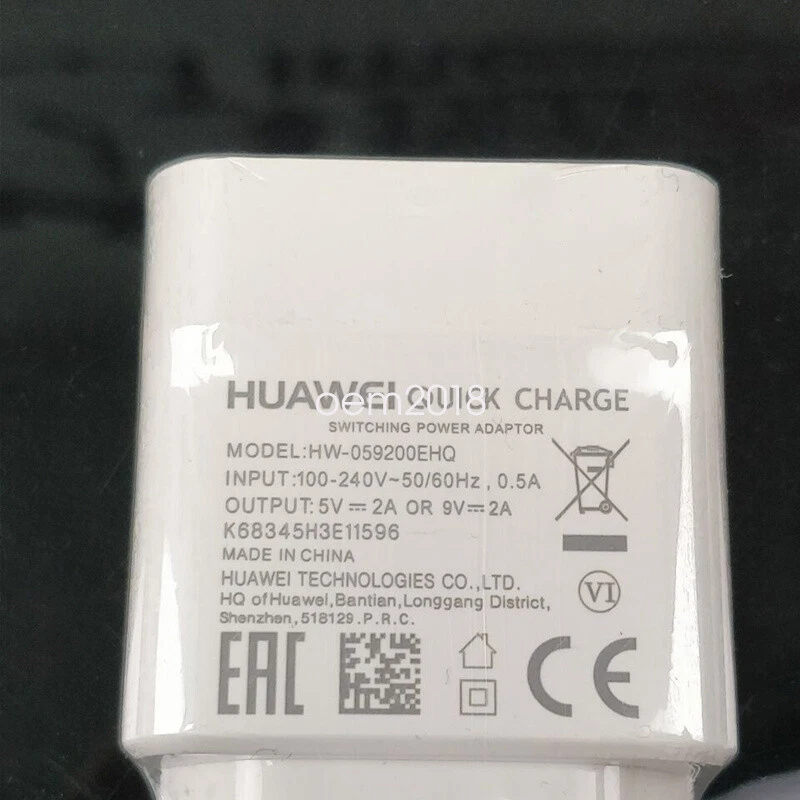 HUAWEI QUICK CHARGE
oem2018
SWITCHING POWER ADAPTOR
MODEL:HW-059200EHQ
INPUT:100-240V~50/60Hz, 0.5A
OUTPUT:5V⎓2A OR 9V⎓2A
K68345H3E11596
MADE IN CHINA
HUAWEI TECHNOLOGIES CO.,LTD.
HQ of Huawei,Bantian,Longgang District,
Shenzhen,518129.P.R.C.
VI
EAC
CE